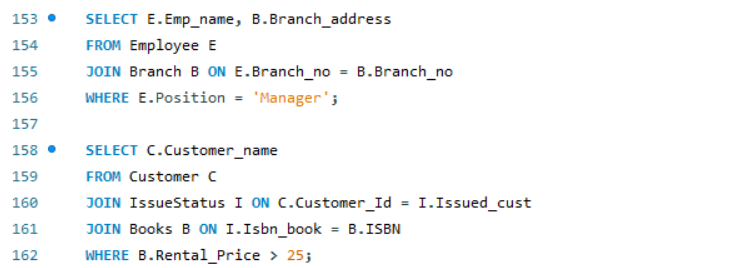 153 SELECT E.Emp_name, B.Branch_address
154 FROM Employee E
155 JOIN Branch B ON E.Branch_no = B.Branch_no
156 WHERE E.Position = 'Manager';
157
158 SELECT C.Customer_name
159 FROM Customer C
160 JOIN IssueStatus I ON C.Customer_Id = I.Issued_cust
161 JOIN Books B ON I.Isbn_book = B.ISBN
162 WHERE B.Rental_Price > 25;